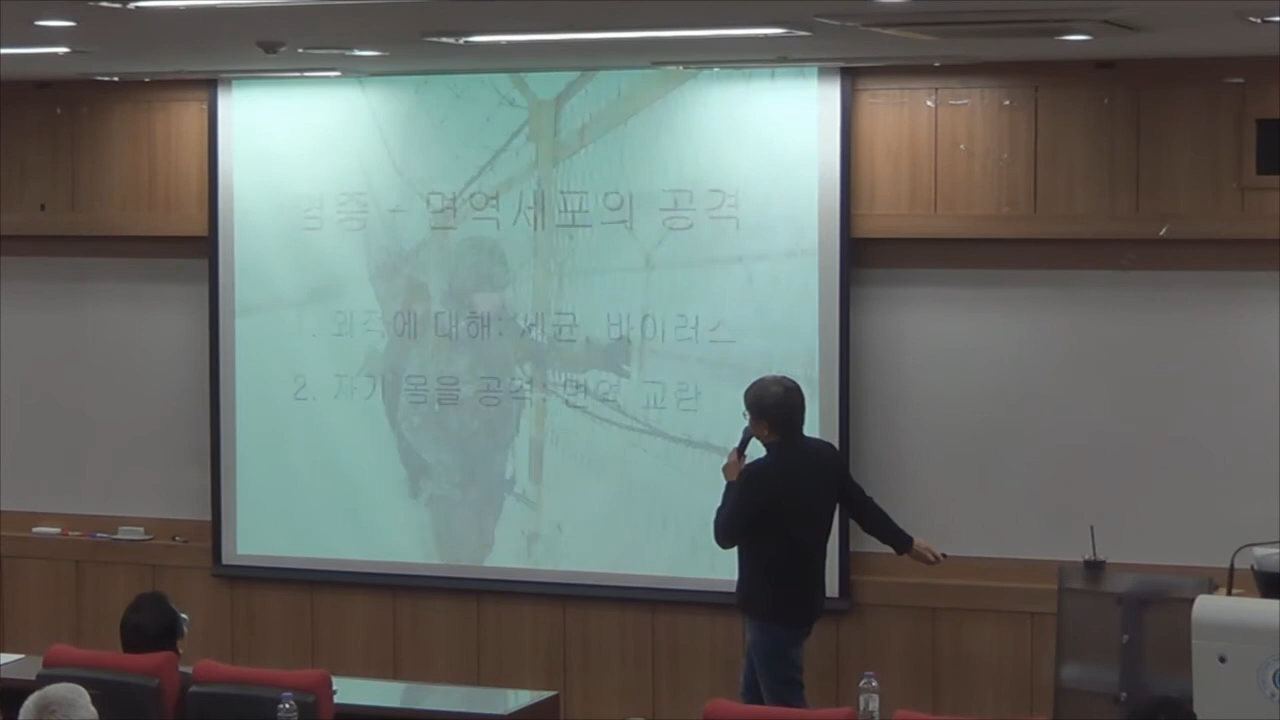 염증 - 면역세포의 공격
1. 외적에 대해: 세균, 바이러스
2. 자기 몸을 공격: 면역 교란